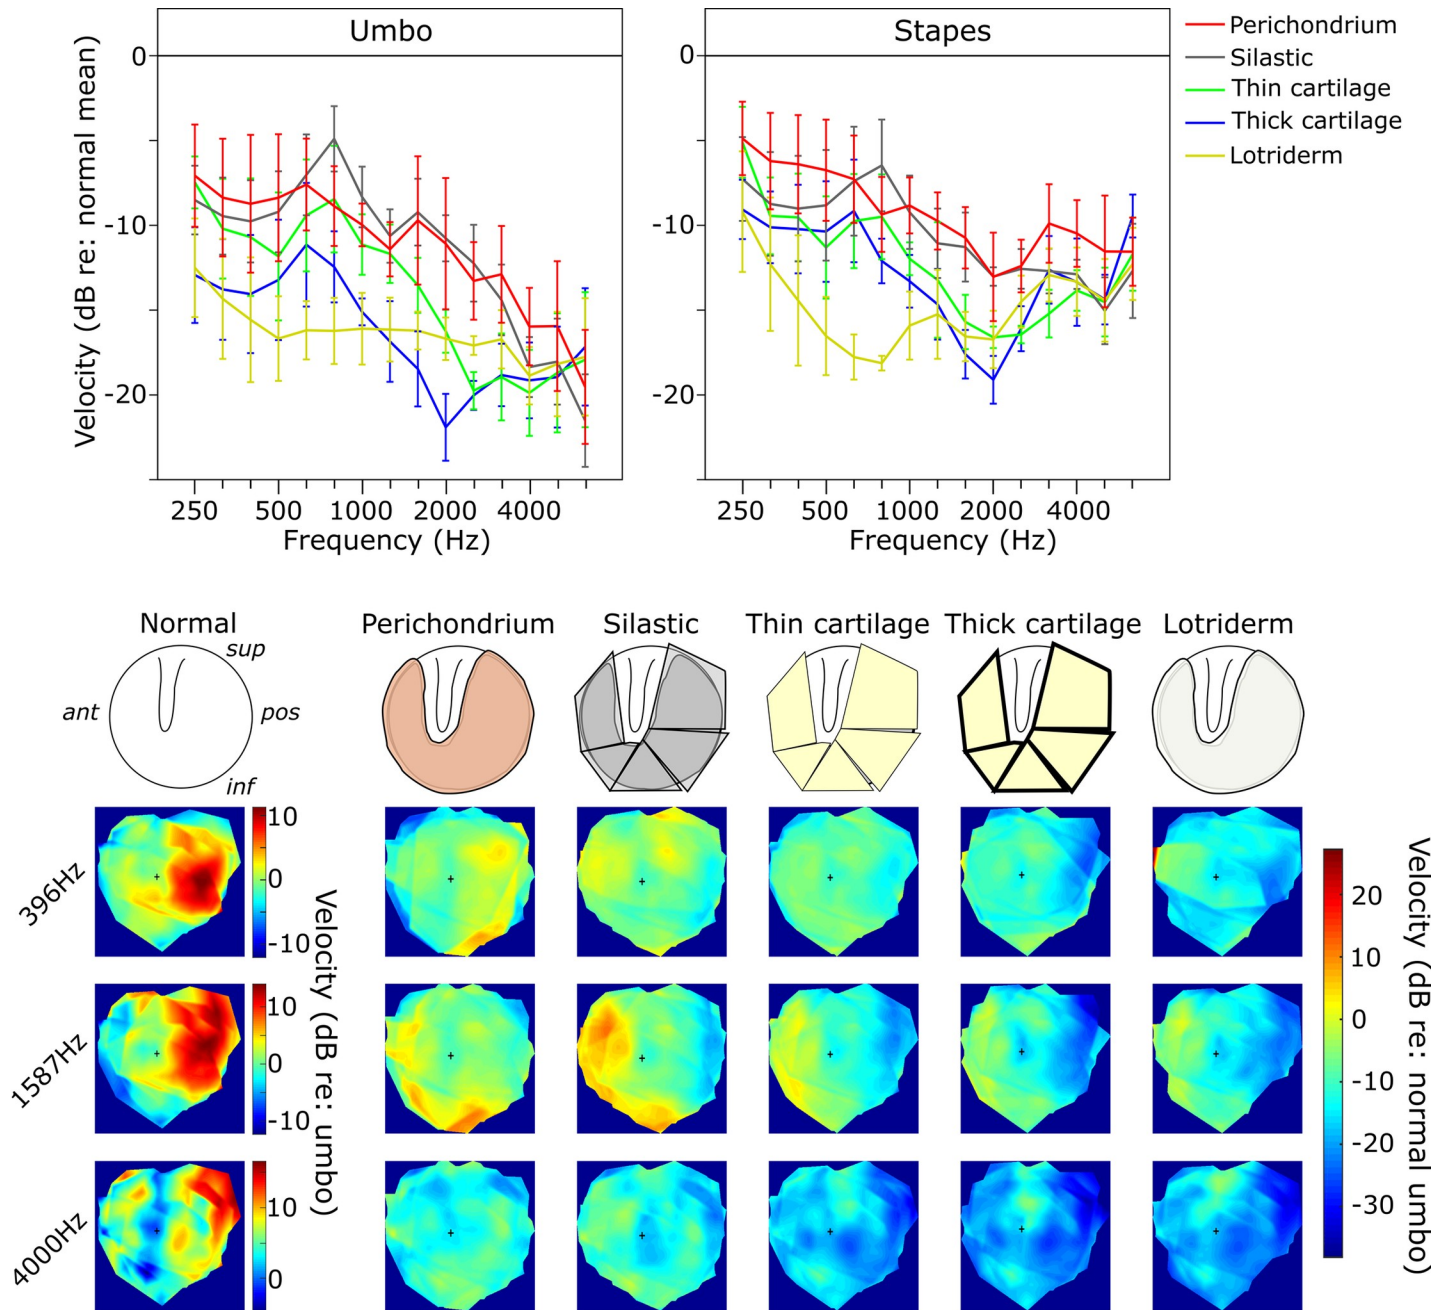 Umbo
Stapes
Velocity (dB re: normal mean)
0
-10
-20
250 500 1000 2000 4000
Frequency (Hz)
0
-10
-20
250 500 1000 2000 4000
Frequency (Hz)
Perichondrium
Silastic
Thin cartilage
Thick cartilage
Lotriderm
Normal
Perichondrium
Silastic
Thin cartilage
Thick cartilage
Lotriderm
sup
ant
pos
inf
396Hz
10
0
-10
1587Hz
10
0
-10
4000Hz
10
0
Velocity (dB re: umbo)
20
10
0
-10
-20
-30
Velocity (dB re: normal umbo)